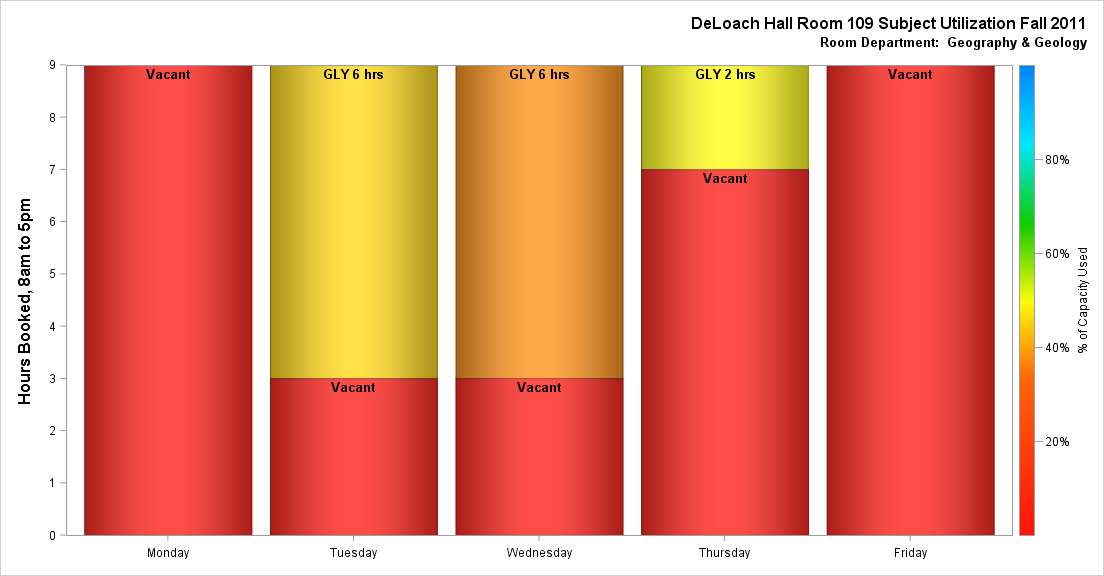 DeLoach Hall Room 109 Subject Utilization Fall 2011
Room Department: Geography & Geology
Hours Booked, 8am to 5pm
9
8
7
6
5
4
3
2
1
0
Vacant
GLY 6 hrs
GLY 6 hrs
GLY 2 hrs
Vacant
Vacant
Vacant
Vacant
Monday
Tuesday
Wednesday
Thursday
Friday
80%
60%
40%
20%
% of Capacity Used